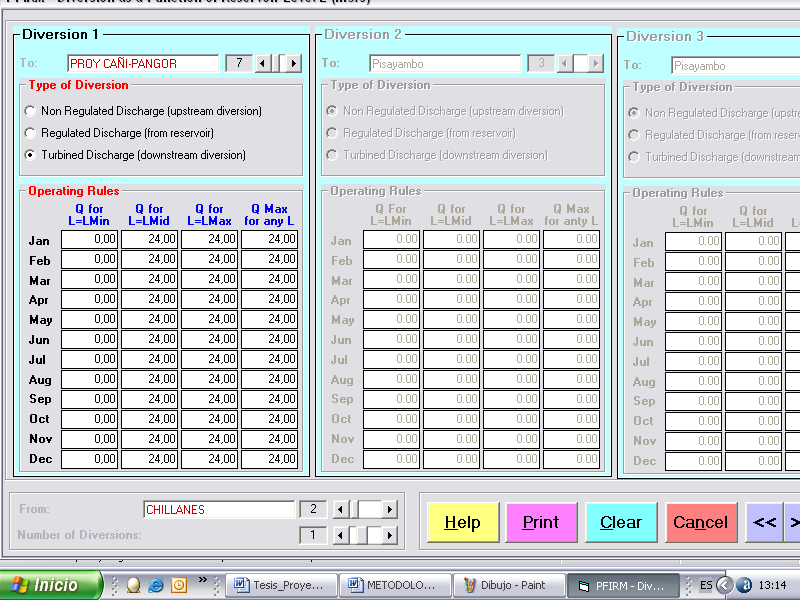 PFirm - Diversion as a Function of Reservoir Level 2 (m3/s)
Diversion 1
To: PROY CAÑI-PANGOR 7
Type of Diversion
Non Regulated Discharge (upstream diversion)
Regulated Discharge (from reservoir)
Turbined Discharge (downstream diversion)
Operating Rules
Q for Q for Q for Q Max
L=LMin L=LMid L=LMax for any L
Jan 0,00 24,00 24,00 24,00
Feb 0,00 24,00 24,00 24,00
Mar 0,00 24,00 24,00 24,00
Apr 0,00 24,00 24,00 24,00
May 0,00 24,00 24,00 24,00
Jun 0,00 24,00 24,00 24,00
Jul 0,00 24,00 24,00 24,00
Aug 0,00 24,00 24,00 24,00
Sep 0,00 24,00 24,00 24,00
Oct 0,00 24,00 24,00 24,00
Nov 0,00 24,00 24,00 24,00
Dec 0,00 24,00 24,00 24,00
Diversion 2
To: Pisayambo 3
Type of Diversion
Non Regulated Discharge (upstream diversion)
Regulated Discharge (from reservoir)
Turbined Discharge (downstream diversion)
Operating Rules
Q For Q for Q for Q Max
L=LMin L=LMid L=LMax for any L
Jan 0.00 0.00 0.00 0.00
Feb 0.00 0.00 0.00 0.00
Mar 0.00 0.00 0.00 0.00
Apr 0.00 0.00 0.00 0.00
May 0.00 0.00 0.00 0.00
Jun 0.00 0.00 0.00 0.00
Jul 0.00 0.00 0.00 0.00
Aug 0.00 0.00 0.00 0.00
Sep 0.00 0.00 0.00 0.00
Oct 0.00 0.00 0.00 0.00
Nov 0.00 0.00 0.00 0.00
Dec 0.00 0.00 0.00 0.00
Diversion 3
To: Pisayambo
Type of Diversion
Non Regulated Discharge (upstre
Regulated Discharge (from reser
Turbined Discharge (downstream
Operating Rules
Q for Q for
L=LMin L=LMid L
Jan 0.00 0.00
Feb 0.00 0.00
Mar 0.00 0.00
Apr 0.00 0.00
May 0.00 0.00
Jun 0.00 0.00
Jul 0.00 0.00
Aug 0.00 0.00
Sep 0.00 0.00
Oct 0.00 0.00
Nov 0.00 0.00
Dec 0.00 0.00
From: CHILLANES 2
Number of Diversions: 1
Help Print Clear Cancel << >
Inicio » Tesis_Proye... METODOLO... Dibujo - Paint PFIRM - Div... ES 13:14